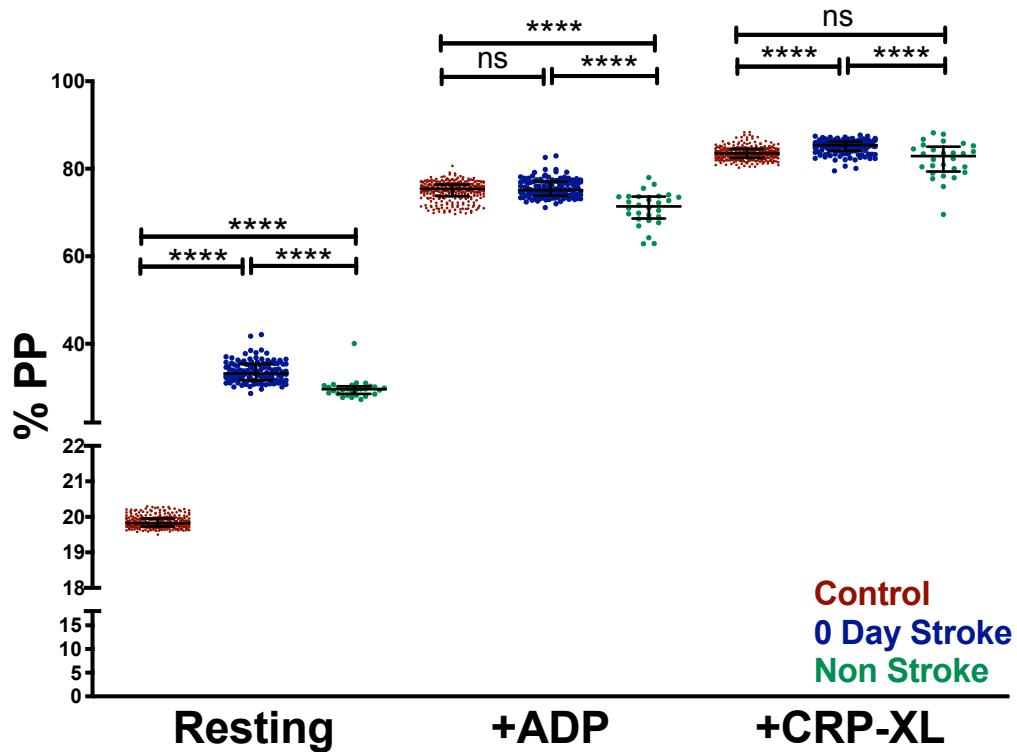 % PP
100
80
60
40
22
21
20
19
18
15
10
5
0
****
**** ****
****
ns ****
ns
**** ****
Control
0 Day Stroke
Non Stroke
Resting +ADP +CRP-XL